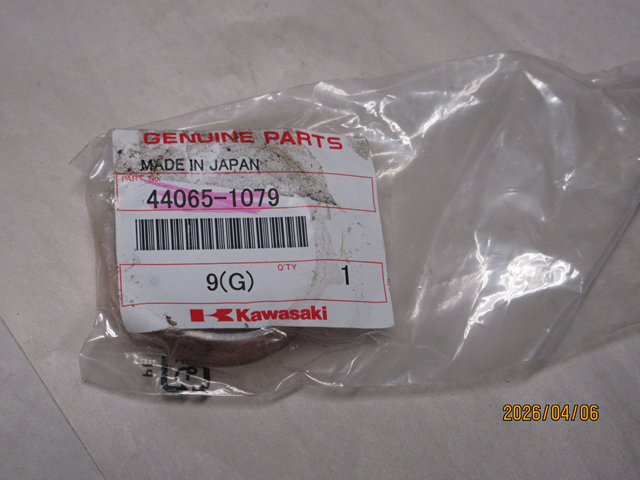 GENUINE PARTS
MADE IN JAPAN
PARTS No.
44065-1079
Q'TY
9(G) 1
Kawasaki
2026/04/06